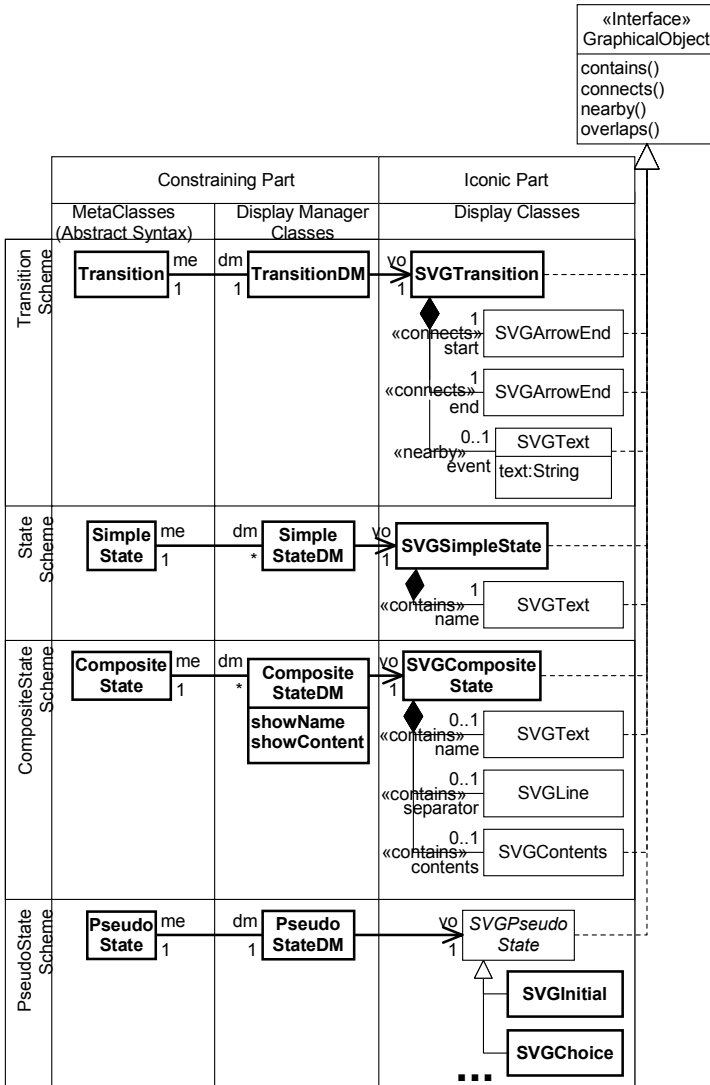 «Interface»
GraphicalObject
contains()
connects()
nearby()
overlaps()
Constraining Part
Iconic Part
MetaClasses
(Abstract Syntax)
Display Manager
Classes
Display Classes
Transition
Scheme
Transition
me
1
dm
1
TransitionDM
vo
1
SVGTransition
«connects»
1
start
SVGArrowEnd
«connects»
1
end
SVGArrowEnd
«nearby»
0..1
event
SVGText
text:String
State
Scheme
Simple
State
me
1
dm
*
Simple
StateDM
vo
1
SVGSimpleState
«contains»
1
name
SVGText
CompositeState
Scheme
Composite
State
me
1
dm
*
Composite
StateDM
showName
showContent
vo
1
SVGComposite
State
«contains»
0..1
name
SVGText
«contains»
0..1
separator
SVGLine
«contains»
0..1
contents
SVGContents
PseudoState
Scheme
Pseudo
State
me
1
dm
1
Pseudo
StateDM
vo
1
SVGPseudo
State
SVGInitial
SVGChoice
...